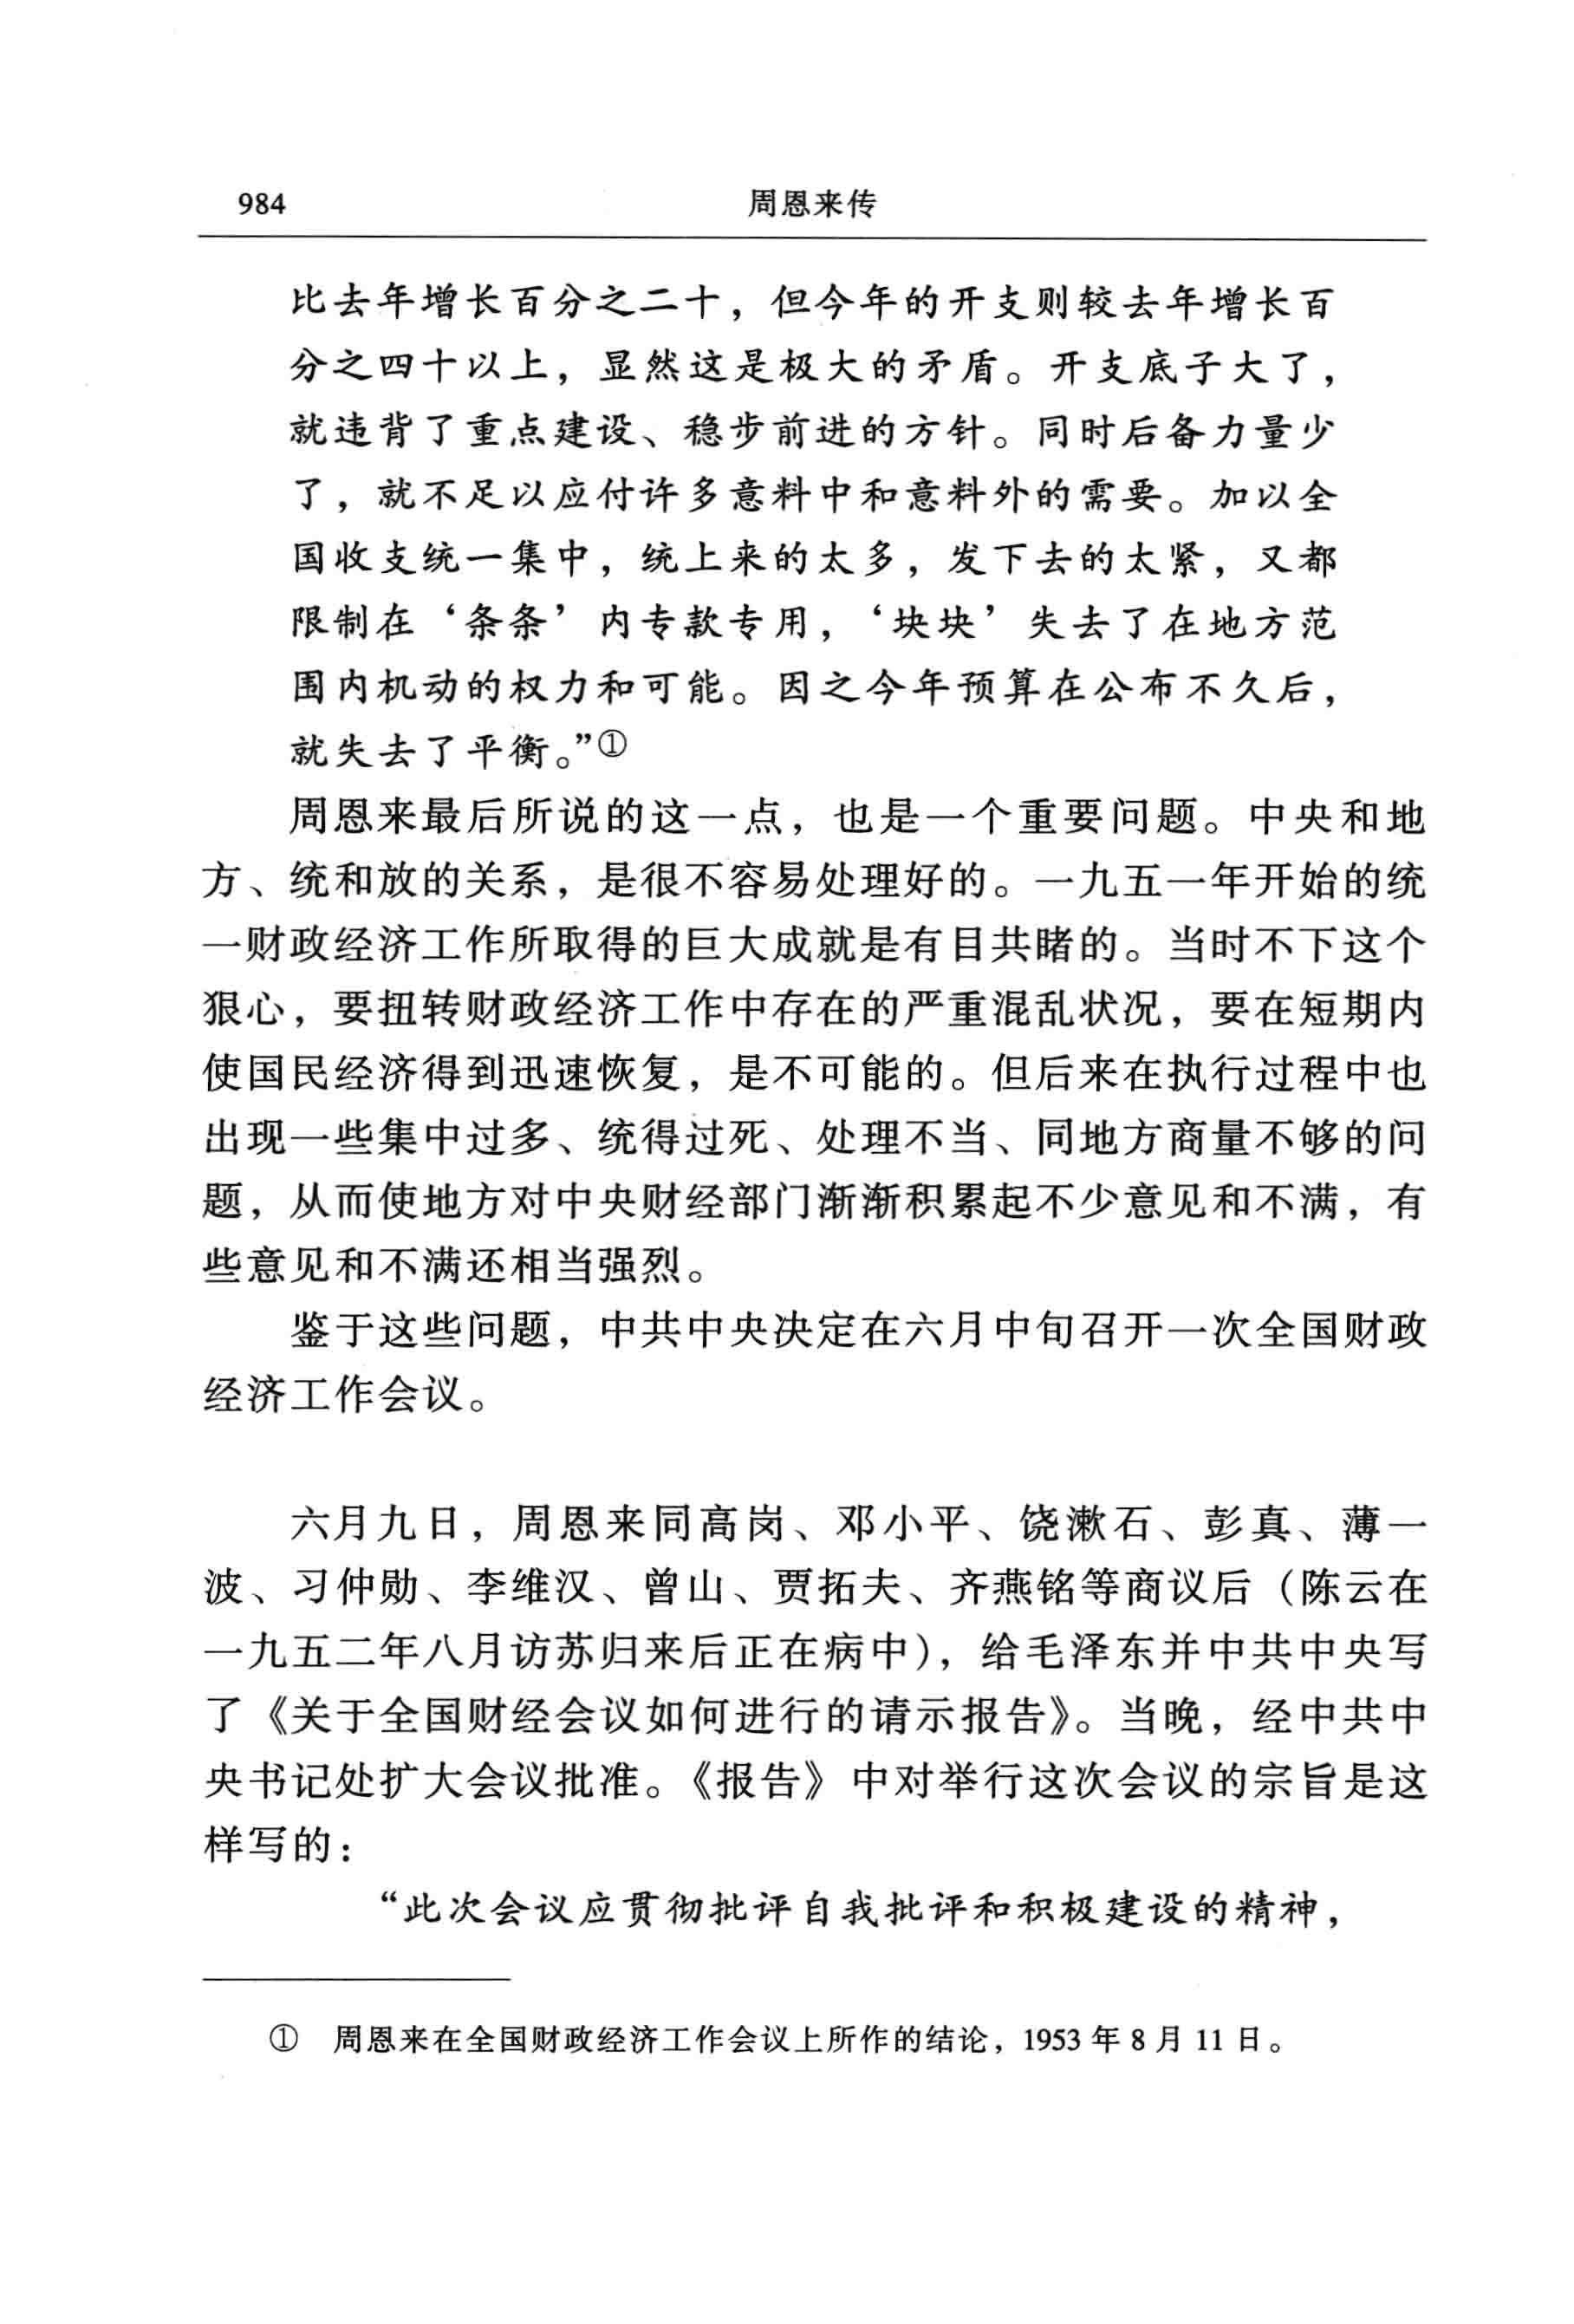 984
周恩来传
比去年增长百分之二十，但今年的开支则较去年增长百
分之四十以上，显然这是极大的矛盾。开支底子大了，
就违背了重点建设、稳步前进的方针。同时后备力量少
了，就不足以应付许多意料中和意料外的需要。加以全
国收支统一集中，统上来的太多，发下去的太紧，又都
限制在‘条条’内专款专用，‘块块’失去了在地方范
围内机动的权力和可能。因之今年预算在公布不久后，
就失去了平衡。”①
周恩来最后所说的这一点，也是一个重要问题。中央和地
方、统和放的关系，是很不容易处理好的。一九五一年开始的统
一财政经济工作所取得的巨大成就是有目共睹的。当时不下这个
狠心，要扭转财政经济工作中存在的严重混乱状况，要在短期内
使国民经济得到迅速恢复，是不可能的。但后来在执行过程中也
出现一些集中过多、统得过死、处理不当、同地方商量不够的问
题，从而使地方对中央财经部门渐渐积累起不少意见和不满，有
些意见和不满还相当强烈。
鉴于这些问题，中共中央决定在六月中旬召开一次全国财政
经济工作会议。
六月九日，周恩来同高岗、邓小平、饶漱石、彭真、薄一
波、习仲勋、李维汉、曾山、贾拓夫、齐燕铭等商议后（陈云在
一九五二年八月访苏归来后正在病中），给毛泽东并中共中央写
了《关于全国财经会议如何进行的请示报告》。当晚，经中共中
央书记处扩大会议批准。《报告》中对举行这次会议的宗旨是这
样写的：
“此次会议应贯彻批评自我批评和积极建设的精神，
① 周恩来在全国财政经济工作会议上所作的结论，1953 年 8 月 11 日。